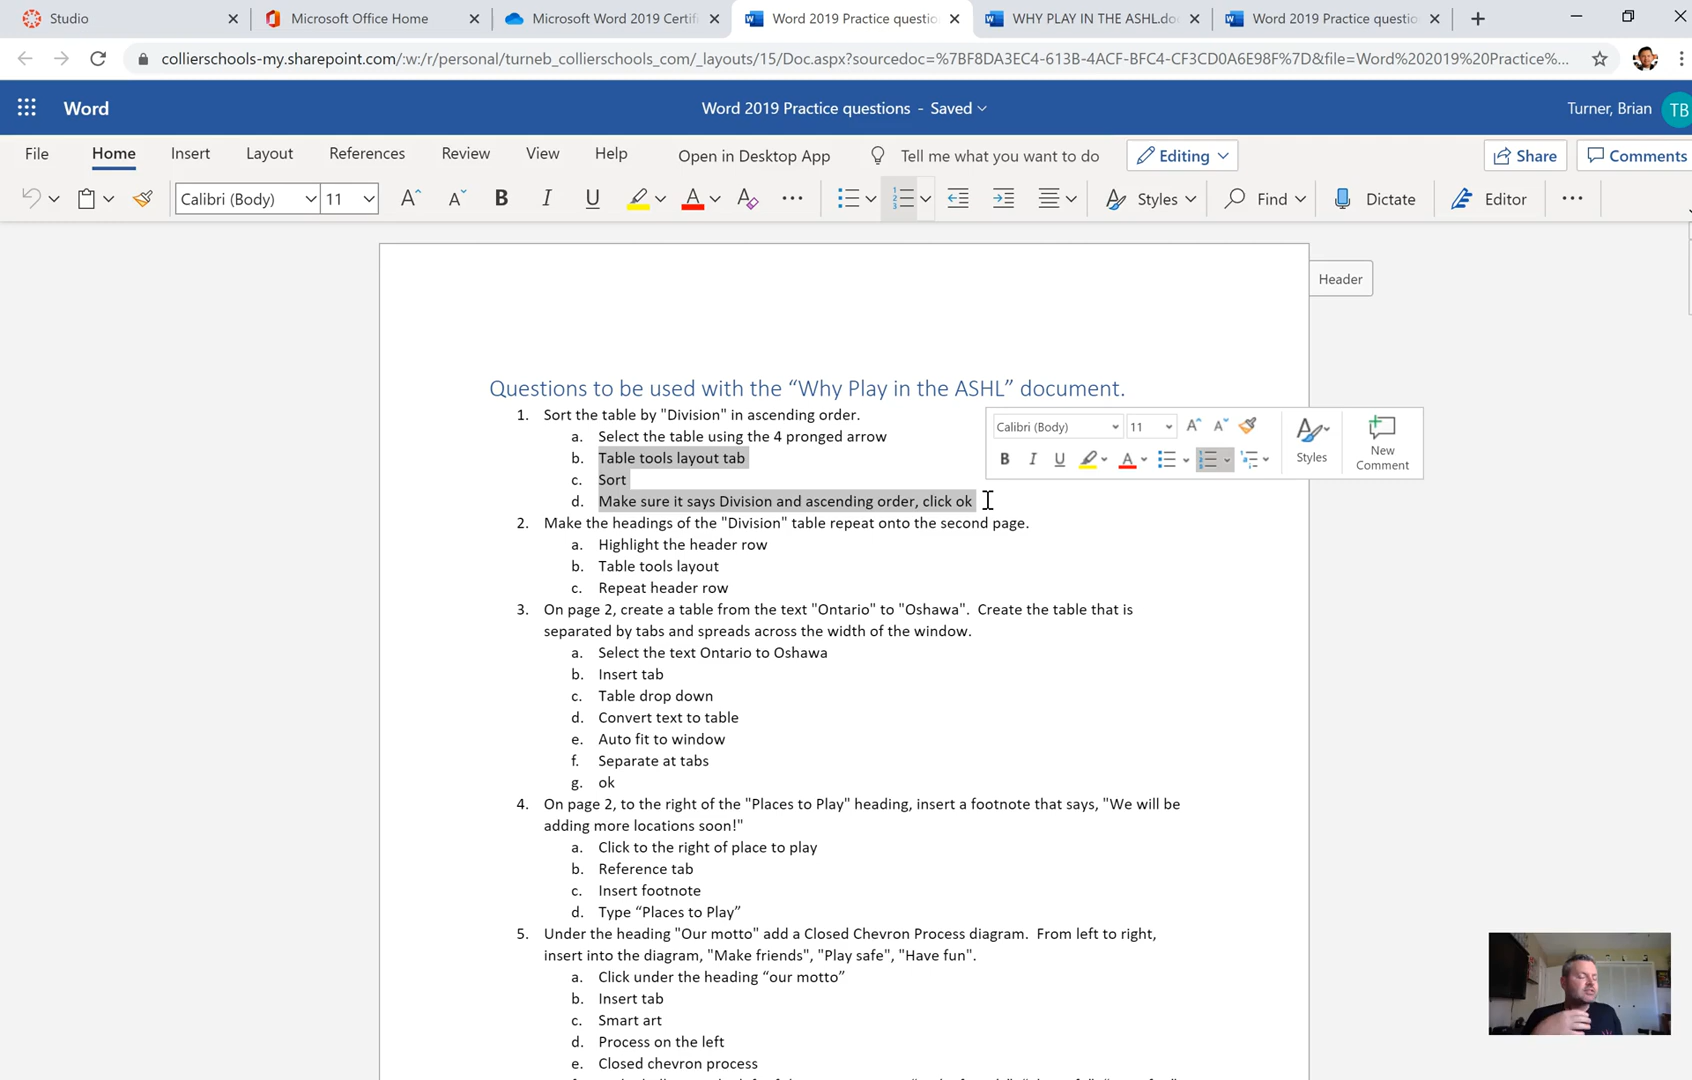 Studio
Microsoft Office Home
Microsoft Word 2019 Certifi
Word 2019 Practice questio
WHY PLAY IN THE ASHL.do
Word 2019 Practice questio
collierschools-my.sharepoint.com/:w:/r/personal/turneb_collierschools_com/_layouts/15/Doc.aspx?sourcedoc=%7BF8DA3EC4-613B-4ACF-BFC4-CF3CD0A6E98F%7D&file=Word%202019%20Practice%...
Word
Word 2019 Practice questions - Saved
Turner, Brian
TB
File Home Insert Layout References Review View Help Open in Desktop App Tell me what you want to do Editing Share Comments
Calibri (Body) 11 Styles Find Dictate Editor
Header
Questions to be used with the “Why Play in the ASHL” document.
1. Sort the table by "Division" in ascending order.
a. Select the table using the 4 pronged arrow
b. Table tools layout tab
c. Sort
d. Make sure it says Division and ascending order, click ok
Calibri (Body) 11
Styles
New
Comment
2. Make the headings of the "Division" table repeat onto the second page.
a. Highlight the header row
b. Table tools layout
c. Repeat header row
3. On page 2, create a table from the text "Ontario" to "Oshawa". Create the table that is
separated by tabs and spreads across the width of the window.
a. Select the text Ontario to Oshawa
b. Insert tab
c. Table drop down
d. Convert text to table
e. Auto fit to window
f. Separate at tabs
g. ok
4. On page 2, to the right of the "Places to Play" heading, insert a footnote that says, "We will be
adding more locations soon!"
a. Click to the right of place to play
b. Reference tab
c. Insert footnote
d. Type “Places to Play”
5. Under the heading "Our motto" add a Closed Chevron Process diagram. From left to right,
insert into the diagram, "Make friends", "Play safe", "Have fun".
a. Click under the heading “our motto”
b. Insert tab
c. Smart art
d. Process on the left
e. Closed chevron process